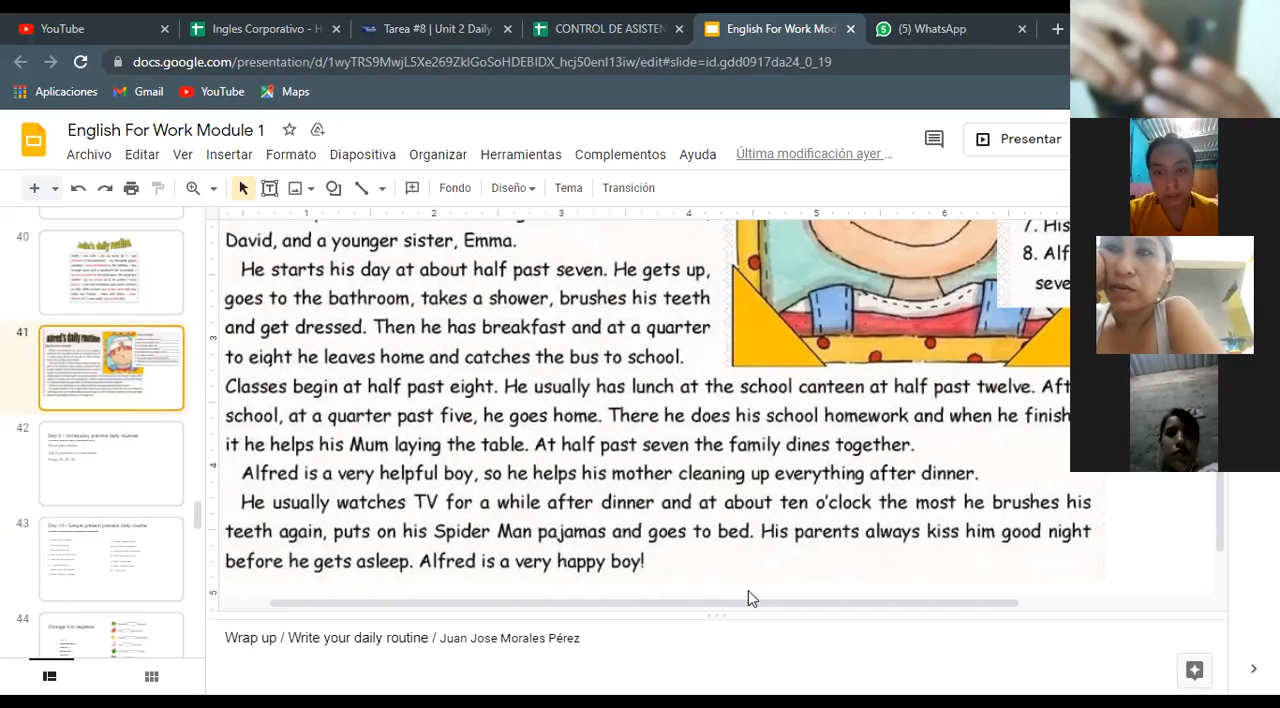 YouTube
Ingles Corporativo - H
Tarea #8 | Unit 2 Daily
CONTROL DE ASISTEN
English For Work Mod
(5) WhatsApp
docs.google.com/presentation/d/1wyTRS9MwjL5Xe269ZkIGoSoHDEBIDX_hcj50enI13iw/edit#slide=id.gdd0917da24_0_19
Aplicaciones
Gmail
YouTube
Maps
English For Work Module 1
Archivo Editar Ver Insertar Formato Diapositiva Organizar Herramientas Complementos Ayuda Última modificación ayer ...
Presentar
Fondo Diseño Tema Transición
1 2 3 4 5 6
40
Julia's daily routine
41
Alfred's daily routine
42
Day 9 - Vocabulary practice daily routines
43
Day 10 - Simple present practice daily routine
44
Change it to negative
3
4
5
David, and a younger sister, Emma.
He starts his day at about half past seven. He gets up,
goes to the bathroom, takes a shower, brushes his teeth
and get dressed. Then he has breakfast and at a quarter
to eight he leaves home and catches the bus to school.
Classes begin at half past eight. He usually has lunch at the school canteen at half past twelve. Aft
school, at a quarter past five, he goes home. There he does his school homework and when he finish
it he helps his Mum laying the table. At half past seven the family dines together.
Alfred is a very helpful boy, so he helps his mother cleaning up everything after dinner.
He usually watches TV for a while after dinner and at about ten o'clock the most he brushes his
teeth again, puts on his Spider Man pajamas and goes to bed. His parents always kiss him good night
before he gets asleep. Alfred is a very happy boy!
7. His
8. Alf
seve
Wrap up / Write your daily routine / Juan Jose Morales Pérez